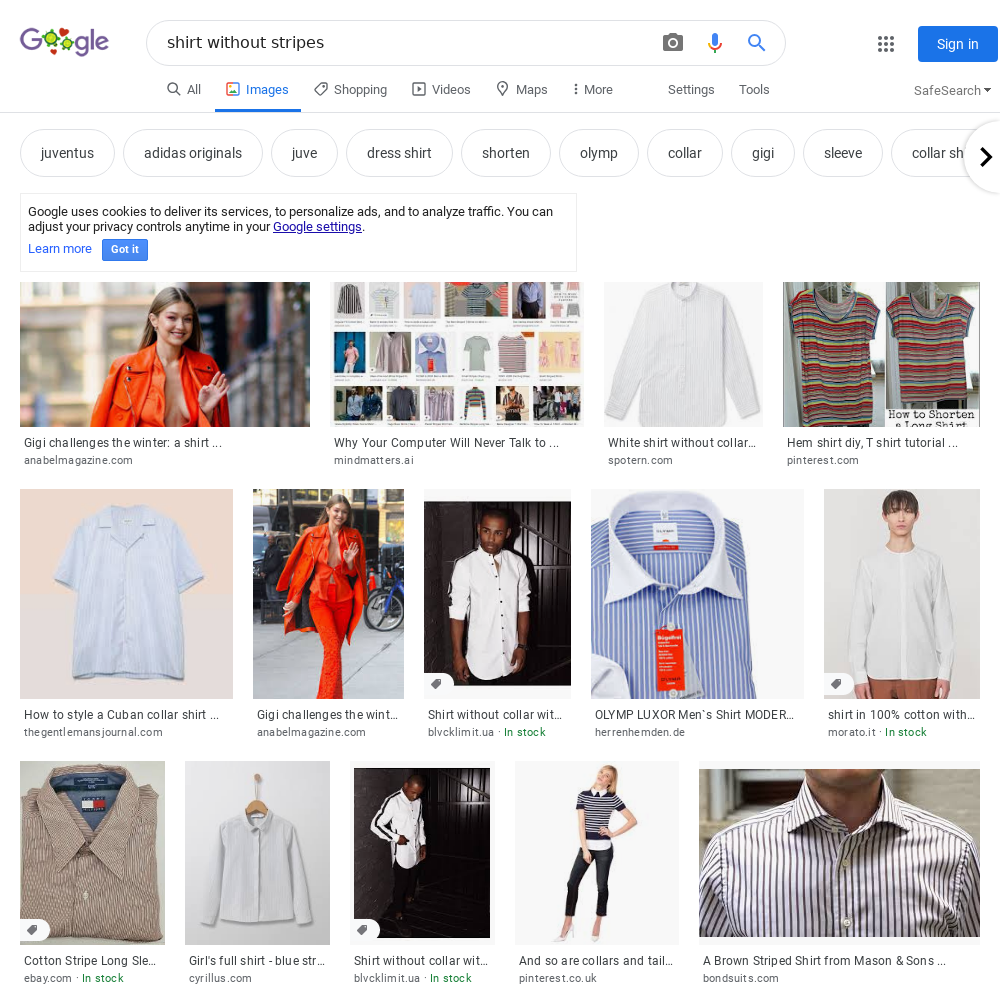 Google
shirt without stripes
Sign in
All
Images
Shopping
Videos
Maps
More
Settings
Tools
SafeSearch
juventus
adidas originals
juve
dress shirt
shorten
olymp
collar
gigi
sleeve
collar sh
Google uses cookies to deliver its services, to personalize ads, and to analyze traffic. You can
adjust your privacy controls anytime in your Google settings.
Learn more
Got it
How to Shorten
a Long Shirt
Gigi challenges the winter: a shirt ...
anabelmagazine.com
Why Your Computer Will Never Talk to ...
mindmatters.ai
White shirt without collar...
spotern.com
Hem shirt diy, T shirt tutorial ...
pinterest.com
Bügelfrei
How to style a Cuban collar shirt ...
thegentlemansjournal.com
Gigi challenges the wint...
anabelmagazine.com
Shirt without collar wit...
blvcklimit.ua · In stock
OLYMP LUXOR Men`s Shirt MODER...
herrenhemden.de
shirt in 100% cotton with...
morato.it · In stock
Cotton Stripe Long Sle...
ebay.com · In stock
Girl's full shirt - blue str...
cyrillus.com
Shirt without collar wit...
blvcklimit.ua · In stock
And so are collars and tail...
pinterest.co.uk
A Brown Striped Shirt from Mason & Sons ...
bondsuits.com